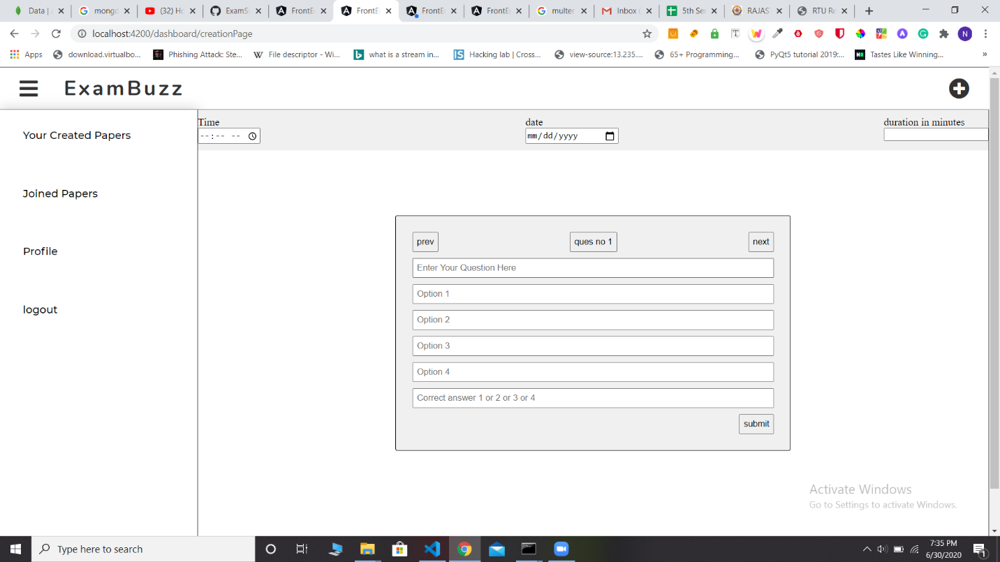 Data | A
mongo
(32) Ho
ExamS
FrontE
FrontE
FrontE
FrontE
multer
Inbox (
5th Se
RAJAS
RTU Re
localhost:4200/dashboard/creationPage
Apps
download.virtualbo...
Phishing Attack: Ste...
File descriptor - Wi...
what is a stream in...
Hacking lab | Cross...
view-source:13.235....
65+ Programming...
PyQt5 tutorial 2019:...
Tastes Like Winning...
»
ExamBuzz
Your Created Papers
Joined Papers
Profile
logout
Time
--:-- --
date
mm/dd/yyyy
duration in minutes
prev
ques no 1
next
Enter Your Question Here
Option 1
Option 2
Option 3
Option 4
Correct answer 1 or 2 or 3 or 4
submit
Activate Windows
Go to Settings to activate Windows.
Type here to search
7:35 PM
6/30/2020
1